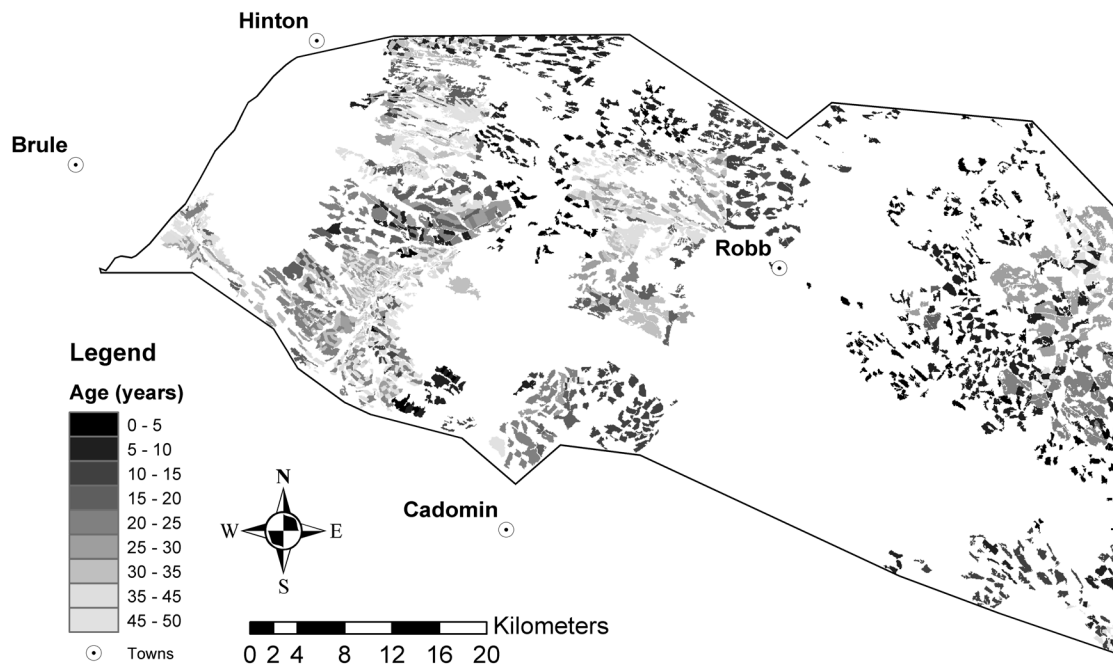 Hinton
Brule
Robb
Legend
Age (years)
0 - 5
5 - 10
10 - 15
15 - 20
20 - 25
25 - 30
30 - 35
35 - 45
45 - 50
Towns
N
W E
S
Cadomin
Kilometers
0 2 4 8 12 16 20